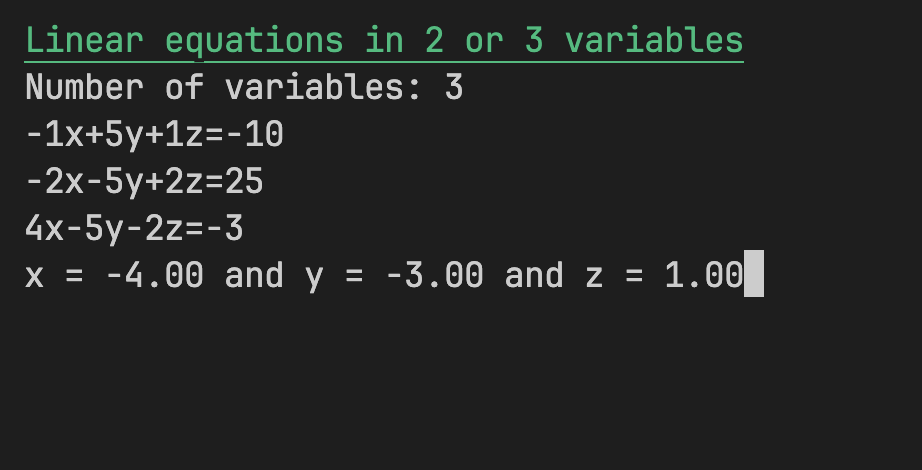 Linear equations in 2 or 3 variables
Number of variables: 3
-1x+5y+1z=-10
-2x-5y+2z=25
4x-5y-2z=-3
x = -4.00 and y = -3.00 and z = 1.00